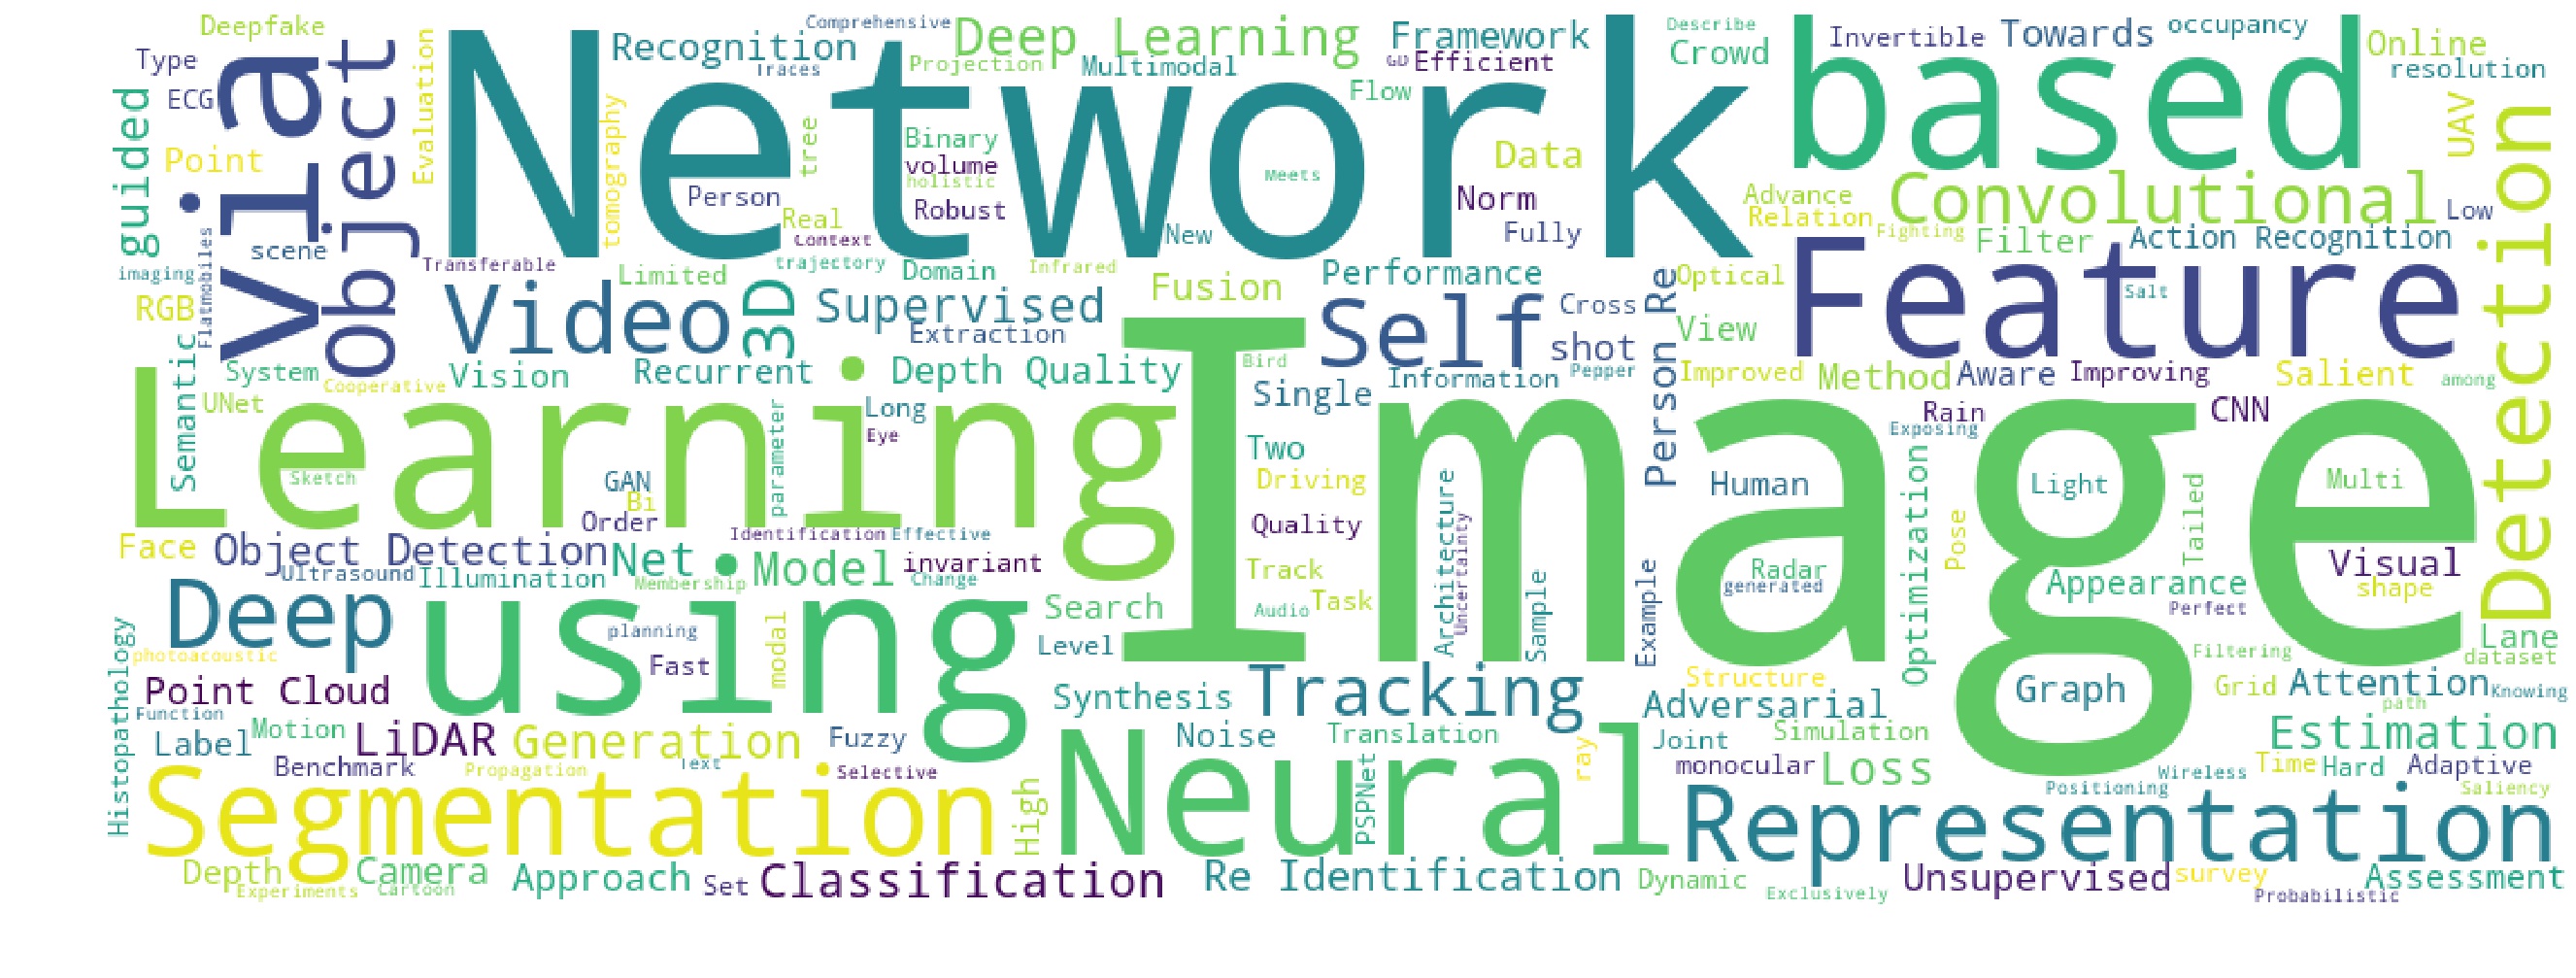 Deepfake
Comprehensive
Deep Learning
Framework
Describe
Invertible
Towards
occupancy
Online
Type
Recognition
Traces
Projection
Multimodal
GD
Efficient
Crowd
resolution
ECG
Via
Object
Evaluation
Network
Flow
based
guided
Point
tomography
tree
Binary
volume
holistic
Meets
Data
UAV
Detection
Person
Real
Robust
Norm
Advance
Convolutional
Low
Relation
Context
New
Fully
Fighting
Filter
Action Recognition
scene
Flatmobiles
imaging
Transferable
Limited
trajectory
Domain
Infrared
Performance
Person Re
Optical
Feature
RGB
Video
3D
Supervised
Fusion
Self
Cross
Salt
Extraction
shot
View
Semantic
System
Cooperative
Vision
Recurrent
Depth Quality
Bird
Information
Pepper
Improved
Method
Aware
Improving
Salient
among
UNet
Learning
Long
Single
Image
Rain
CNN
Eye
parameter
Two
Exposing
Sketch
GAN
Bi
Driving
Architecture
Human
Optimization
Light
Multi
Order
Quality
Uncertainty
Pose
Tailed
Face
Object Detection
Net
Identification
Effective
Model
invariant
Visual
Ultrasound
Illumination
Membership
Change
Track
Radar
generated
Appearance
shape
Deep
using
Search
Audio
Task
Sample
Example
Perfect
planning
Level
Lane
Histopathology
photoacoustic
Fast
modal
Filtering
dataset
Point Cloud
Synthesis
Tracking
Structure
Graph
Grid
Attention
Knowing
Function
Adversarial
path
Motion
Label
LiDAR
Generation
Fuzzy
Noise
Translation
Joint
Simulation
Estimation
Benchmark
Propagation
Text
Selective
Neural
ray
monocular
Loss
Wireless
Time
Hard
Adaptive
Segmentation
High
PSPNet
Positioning
Saliency
Representation
Depth
Camera
Approach
Set
Classification
Re Identification
Dynamic
Unsupervised
survey
Assessment
Experiments
Cartoon
Exclusively
Probabilistic